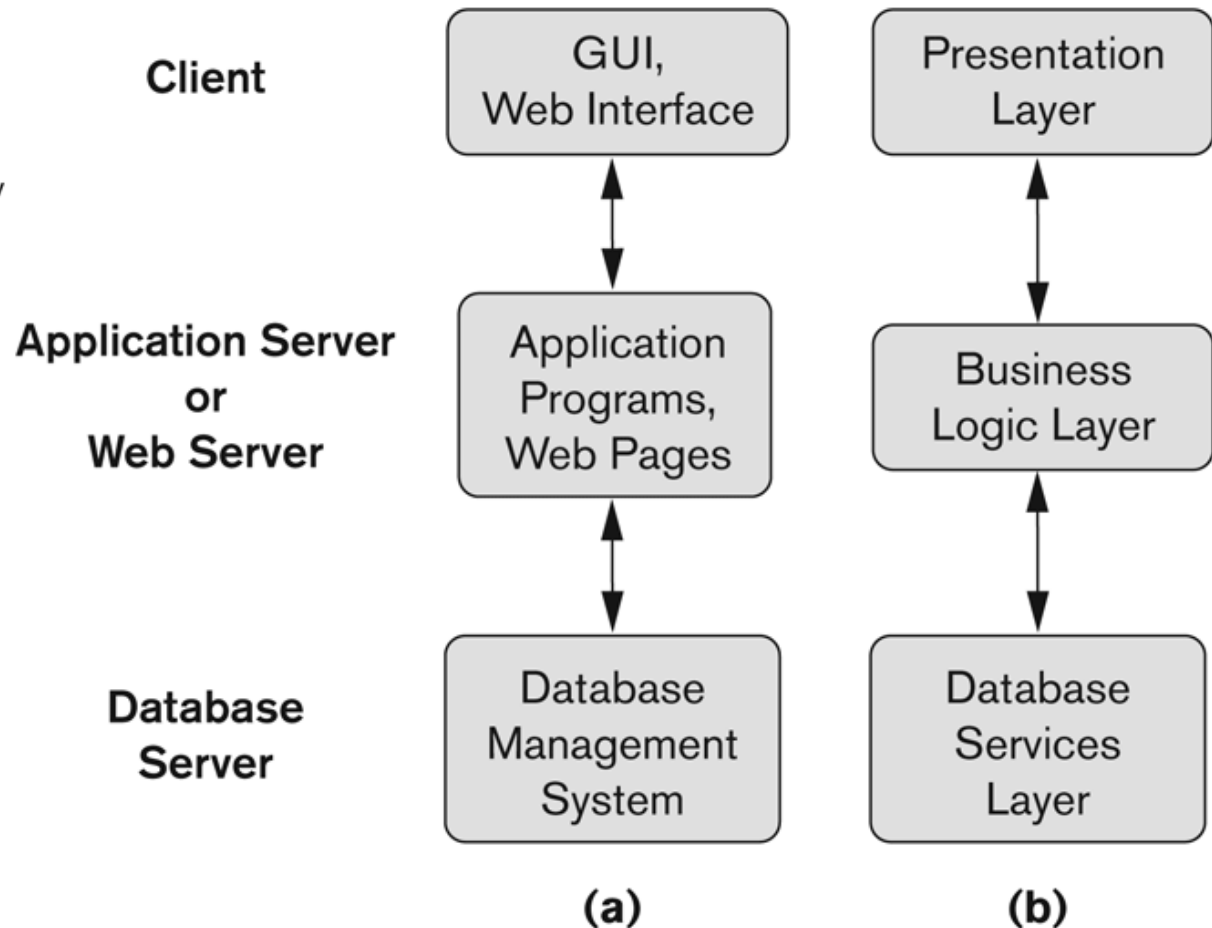 Client
GUI,
Web Interface
Presentation
Layer
Application Server
or
Web Server
Application
Programs,
Web Pages
Business
Logic Layer
Database
Server
Database
Management
System
Database
Services
Layer
(a)
(b)